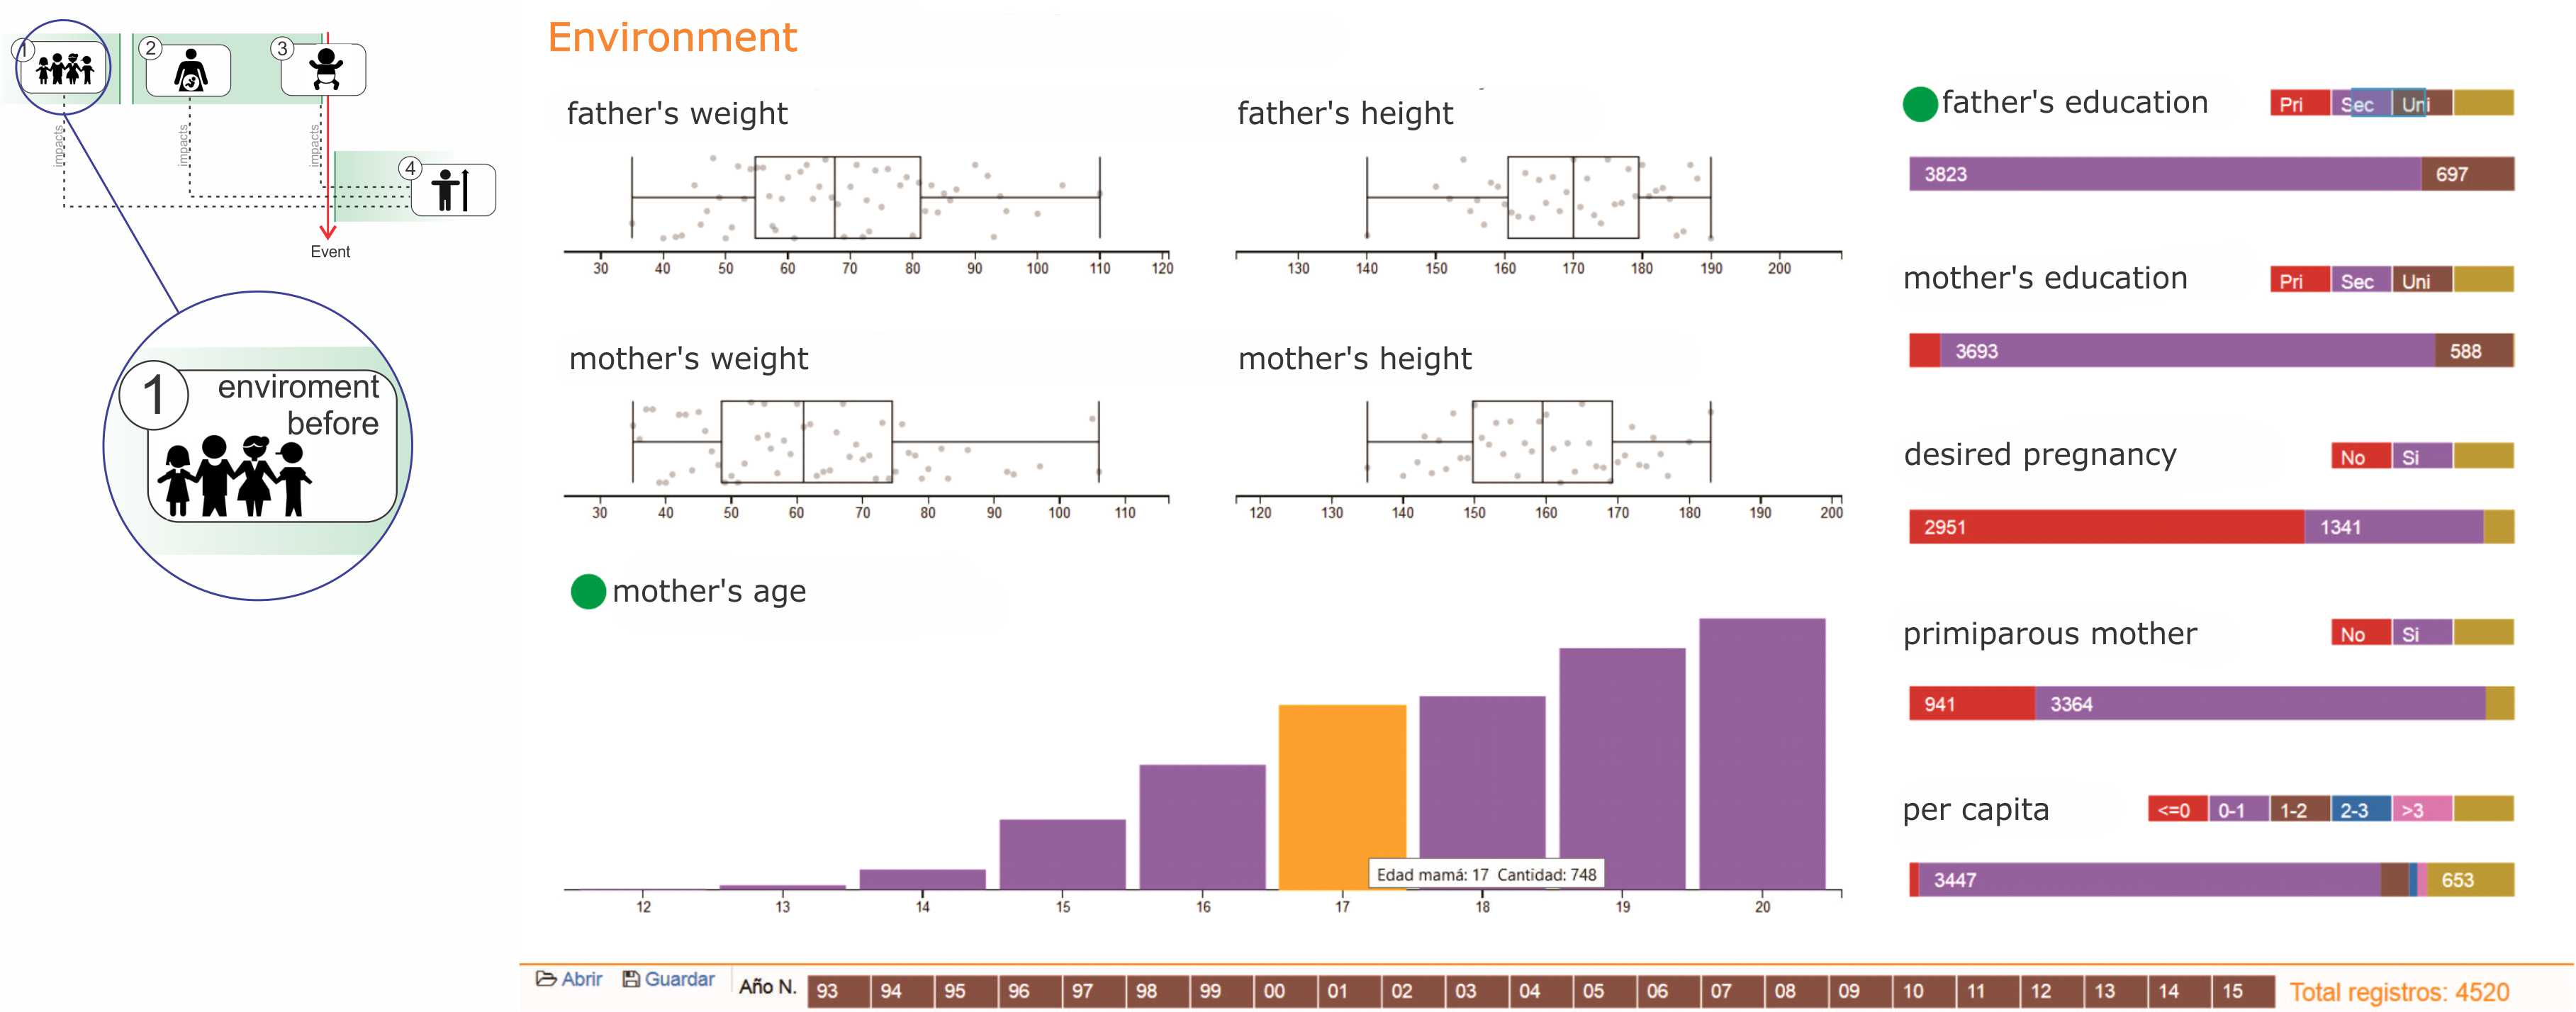 1
2
3
impacts
impacts
impacts
4
Event
1
enviroment
before
Environment
father's weight
30 40 50 60 70 80 90 100 110 120
father's height
130 140 150 160 170 180 190 200
mother's weight
30 40 50 60 70 80 90 100 110
mother's height
120 130 140 150 160 170 180 190 200
mother's age
Edad mamá: 17 Cantidad: 748
12 13 14 15 16 17 18 19 20
father's education
Pri Sec Uni
3823 697
mother's education
Pri Sec Uni
3693 588
desired pregnancy
No Si
2951 1341
primiparous mother
No Si
941 3364
per capita
<=0 0-1 1-2 2-3 >3
3447 653
Abrir Guardar Año N. 93 94 95 96 97 98 99 00 01 02 03 04 05 06 07 08 09 10 11 12 13 14 15 Total registros: 4520